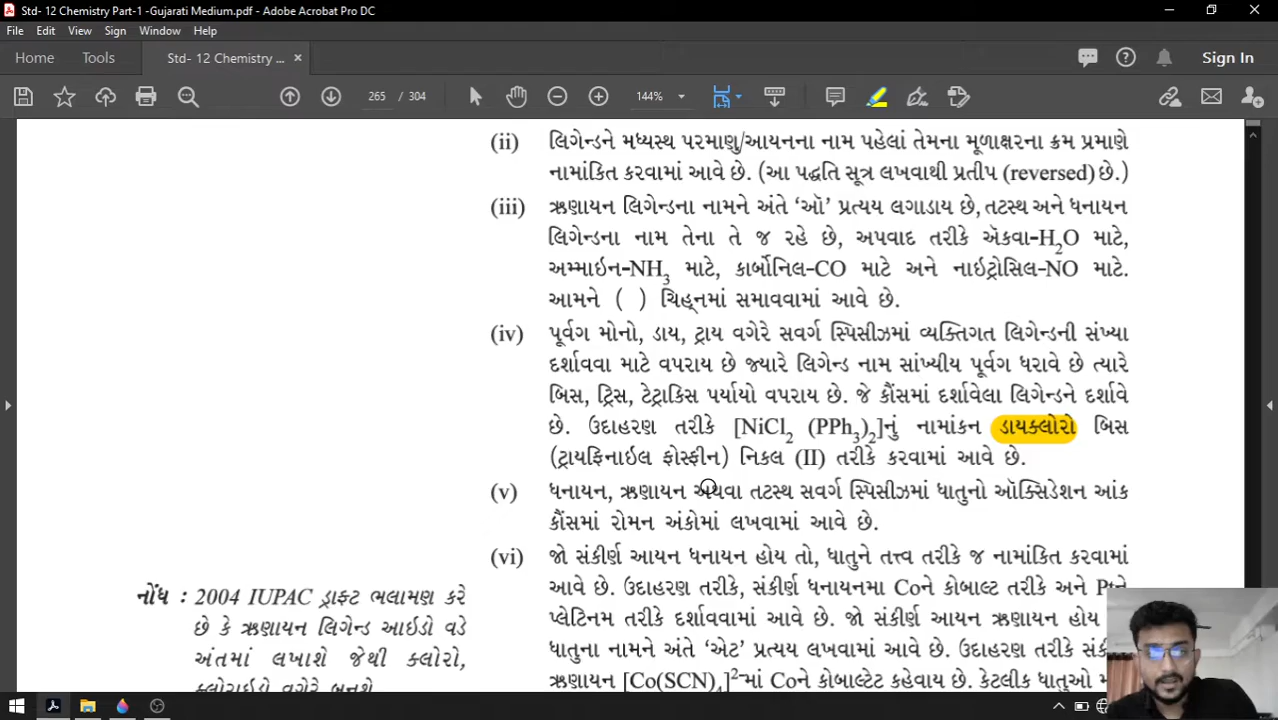 Std- 12 Chemistry Part-1 -Gujarati Medium.pdf - Adobe Acrobat Pro DC
File Edit View Sign Window Help
Home Tools Std- 12 Chemistry ... × Sign In
265 / 304 144%
(ii) લિગેન્ડને મધ્યસ્થ પરમાણુ/આયનના નામ પહેલાં તેમના મૂળાક્ષરના ક્રમ પ્રમાણે
નામાંકિત કરવામાં આવે છે. (આ પદ્ધતિ સૂત્ર લખવાથી પ્રતીપ (reversed) છે.)
(iii) ઋણાયન લિગેન્ડના નામને અંતે ‘ઑ’ પ્રત્યય લગાડાય છે, તટસ્થ અને ધનાયન
લિગેન્ડના નામ તેના તે જ રહે છે, અપવાદ તરીકે ઍકવા-H₂O માટે,
અમ્માઇન-NH₃ માટે, કાર્બોનિલ-CO માટે અને નાઇટ્રોસિલ-NO માટે.
આમને ( ) ચિહ્નમાં સમાવવામાં આવે છે.
(iv) પૂર્વગ મોનો, ડાય, ટ્રાય વગેરે સવર્ગ સ્પિસીઝમાં વ્યક્તિગત લિગેન્ડની સંખ્યા
દર્શાવવા માટે વપરાય છે જ્યારે લિગેન્ડ નામ સાંખ્યીય પૂર્વગ ધરાવે છે ત્યારે
બિસ, ટ્રિસ, ટેટ્રાકિસ પર્યાયો વપરાય છે. જે કૌંસમાં દર્શાવેલા લિગેન્ડને દર્શાવે
છે. ઉદાહરણ તરીકે [NiCl₂ (PPh₃)₂]નું નામાંકન ડાયક્લોરો બિસ
(ટ્રાયફિનાઇલ ફોસ્ફીન) નિકલ (II) તરીકે કરવામાં આવે છે.
(v) ધનાયન, ઋણાયન અથવા તટસ્થ સવર્ગ સ્પિસીઝમાં ધાતુનો ઑક્સિડેશન આંક
કૌંસમાં રોમન અંકોમાં લખવામાં આવે છે.
(vi) જો સંકીર્ણ આયન ધનાયન હોય તો, ધાતુને તત્ત્વ તરીકે જ નામાંકિત કરવામાં
આવે છે. ઉદાહરણ તરીકે, સંકીર્ણ ધનાયનમા Coને કોબાલ્ટ તરીકે અને Ptને
પ્લેટિનમ તરીકે દર્શાવવામાં આવે છે. જો સંકીર્ણ આયન ઋણાયન હોય
ધાતુના નામને અંતે ‘એટ’ પ્રત્યય લખવામાં આવે છે. ઉદાહરણ તરીકે
ઋણાયન [Co(SCN)₄]²⁻માં Coને કોબાલ્ટેટ કહેવાય છે. કેટલીક ધાતુઓ
નોંધ : 2004 IUPAC ડ્રાફ્ટ ભલામણ કરે
છે કે ઋણાયન લિગેન્ડ આઇડો વડે
અંતમાં લખાશે જેથી ક્લોરો,
ક્લોરાઇડો વગેરે બનશે.